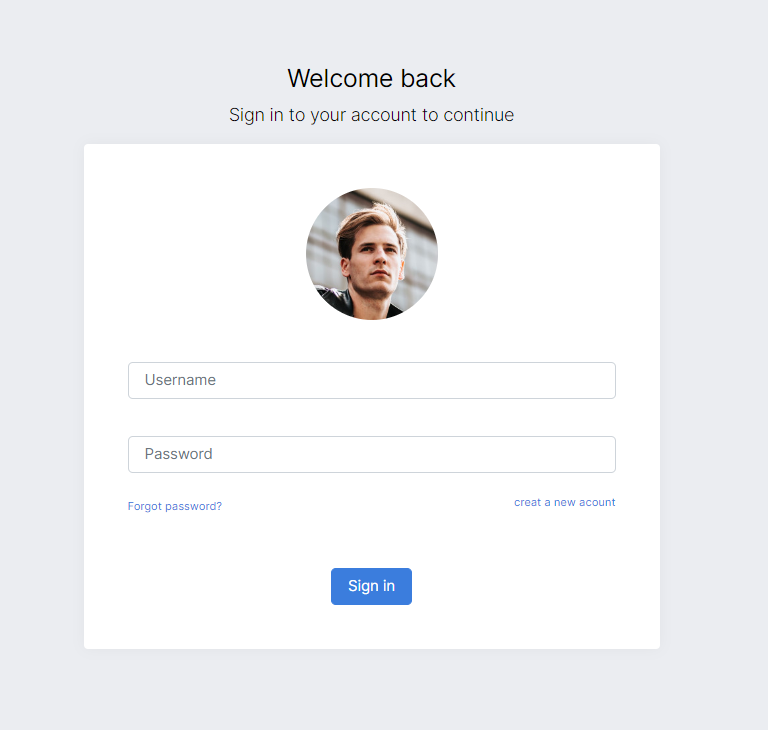 Welcome back
Sign in to your account to continue
Username
Password
Forgot password?
creat a new acount
Sign in